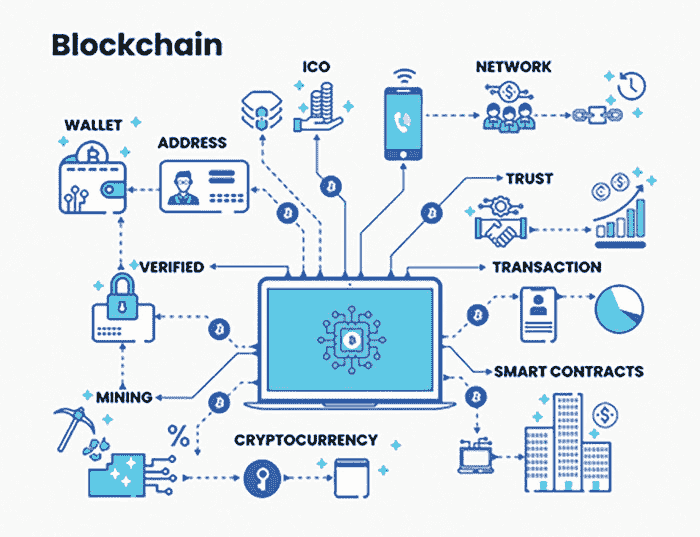 Blockchain
ICO
NETWORK
WALLET
ADDRESS
TRUST
VERIFIED
TRANSACTION
SMART CONTRACTS
MINING
%
CRYPTOCURRENCY